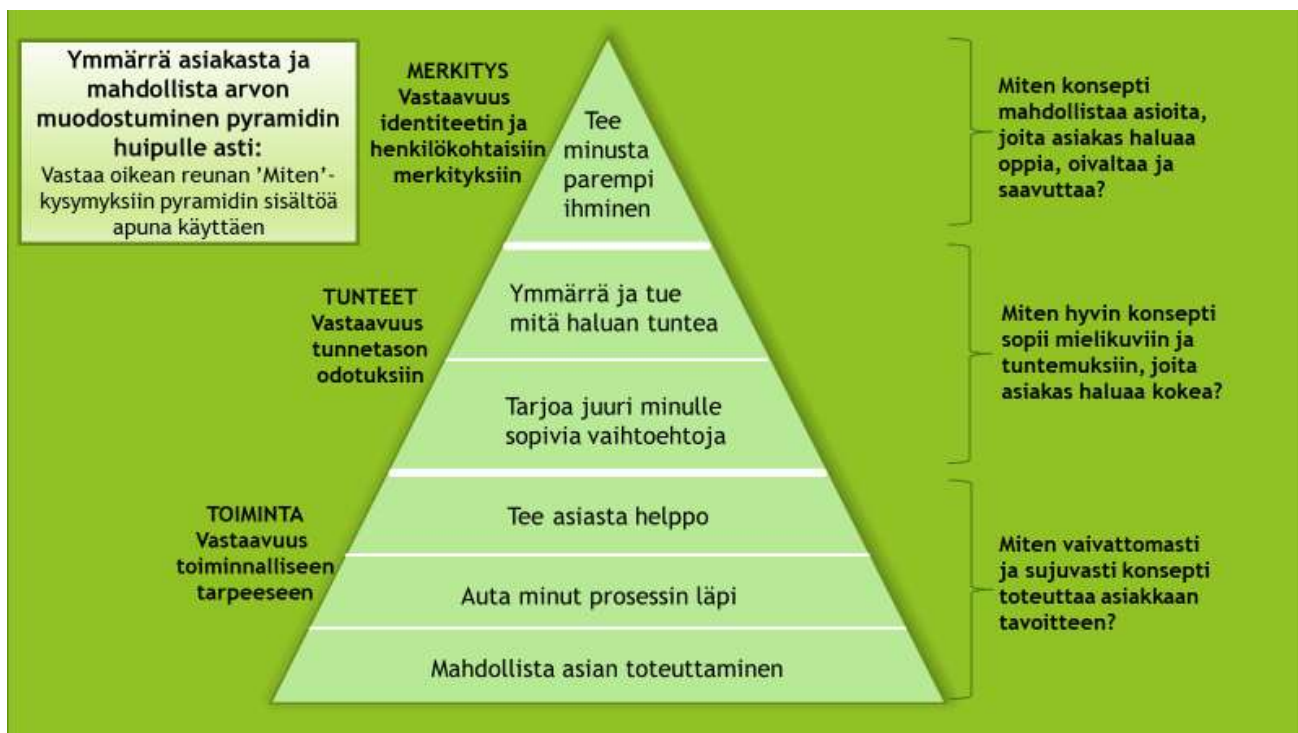 Ymmärrä asiakasta ja
mahdollista arvon
muodostuminen pyramidin
huipulle asti:
Vastaa oikean reunan 'Miten'-
kysymyksiin pyramidin sisältöä
apuna käyttäen
MERKITYS
Vastaavuus
identiteetin ja
henkilökohtaisiin
merkityksiin
Tee
minusta
parempi
ihminen
Miten konsepti
mahdollistaa asioita,
joita asiakas haluaa
oppia, oivaltaa ja
saavuttaa?
TUNTEET
Vastaavuus
tunnetason
odotuksiin
Ymmärrä ja tue
mitä haluan tuntea
Tarjoa juuri minulle
sopivia vaihtoehtoja
Miten hyvin konsepti
sopii mielikuviin ja
tuntemuksiin, joita
asiakas haluaa kokea?
TOIMINTA
Vastaavuus
toiminnalliseen
tarpeeseen
Tee asiasta helppo
Auta minut prosessin läpi
Mahdollista asian toteuttaminen
Miten vaivattomasti
ja sujuvasti konsepti
toteuttaa asiakkaan
tavoitteen?